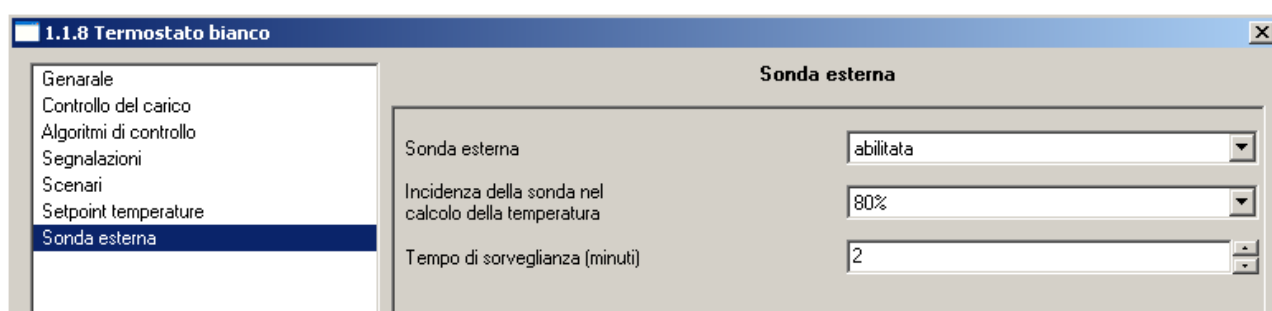 1.1.8 Termostato bianco
Genarale
Controllo del carico
Algoritmi di controllo
Segnalazioni
Scenari
Setpoint temperature
Sonda esterna
Sonda esterna
Sonda esterna
abilitata
Incidenza della sonda nel
calcolo della temperatura
80%
Tempo di sorveglianza (minuti)
2